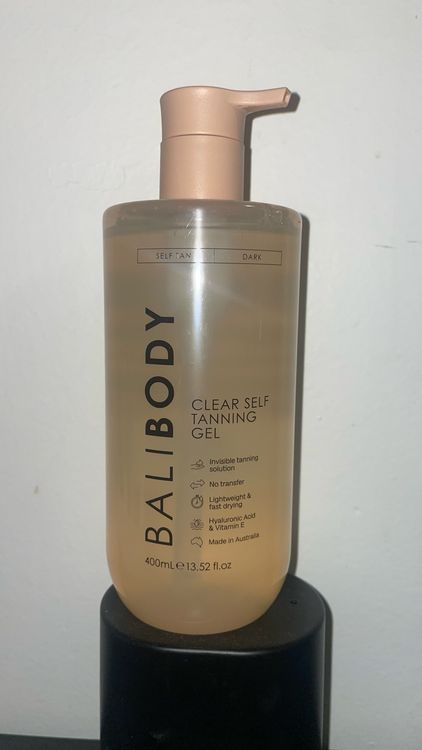 SELF TAN DARK
BALIBODY
CLEAR SELF
TANNING
GEL
Invisible tanning
solution
No transfer
Lightweight &
fast drying
Hyaluronic Acid
& Vitamin E
Made in Australia
400mL ℮ 13.52 fl.oz